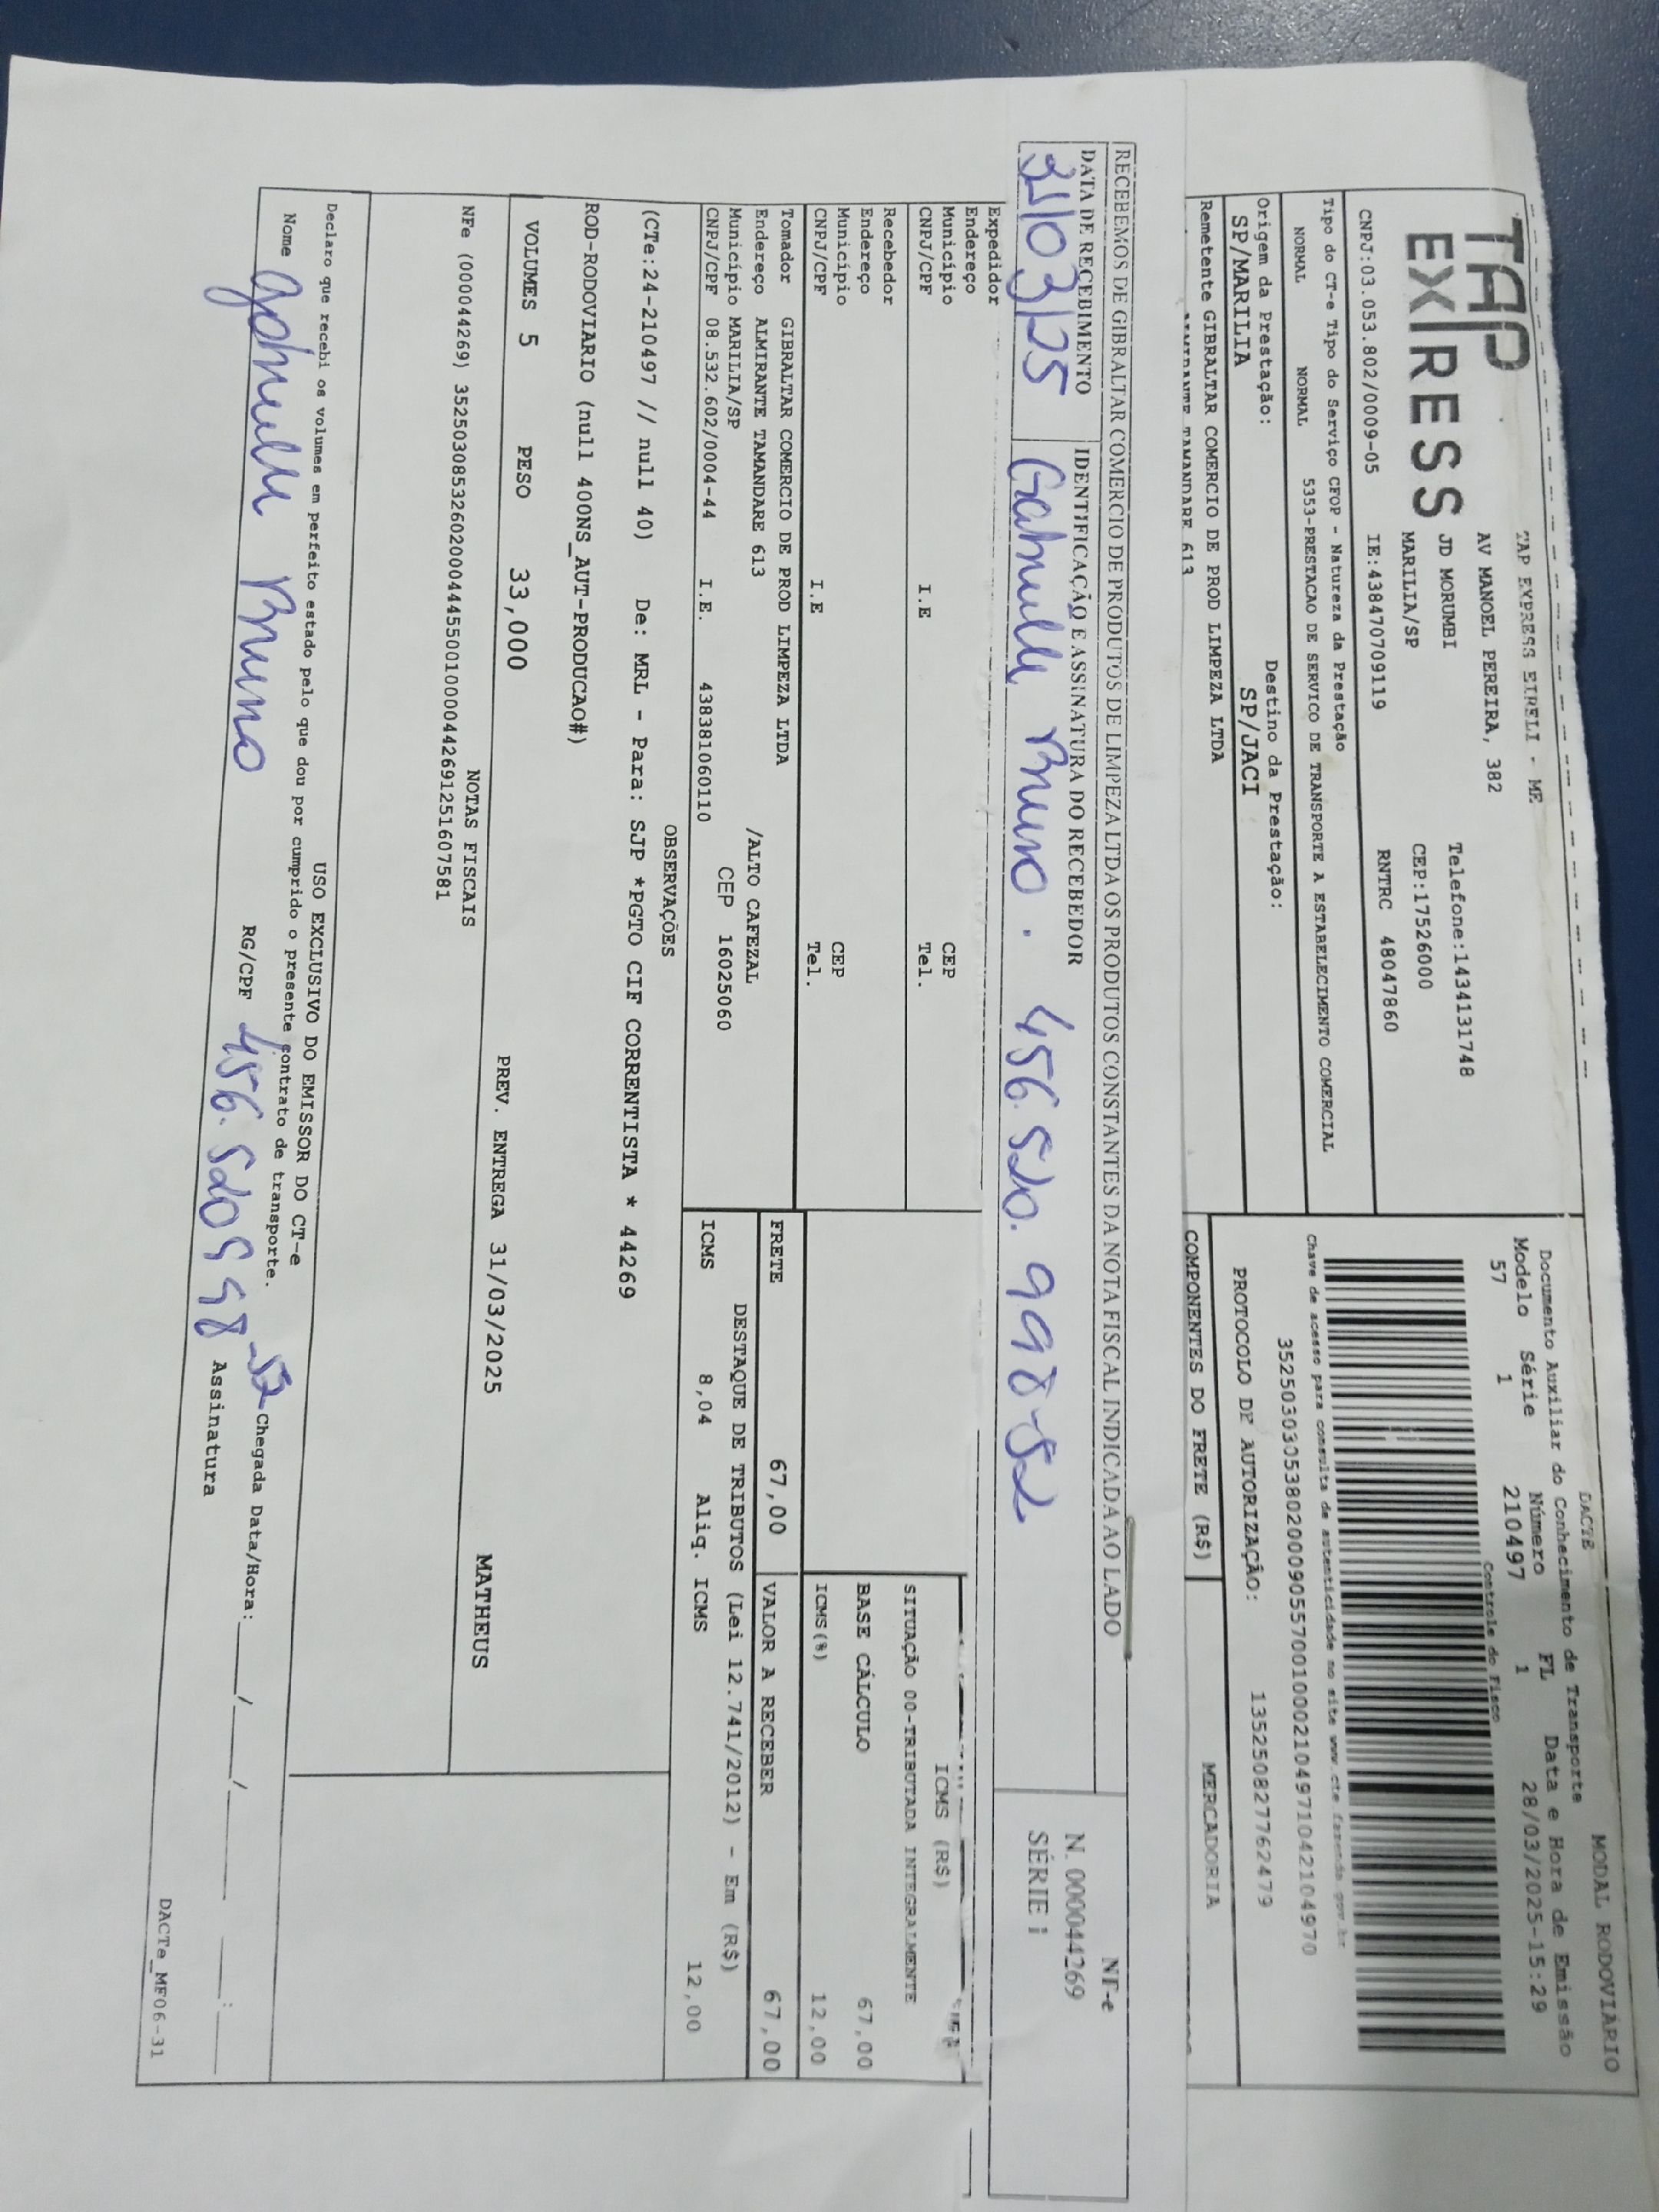 MODAL RODOVIÁRIO
DACTE
Documento Auxiliar do Conhecimento de Transporte
Modelo Série Número FL Data e Hora de Emissão
57 1 210497 1 28/03/2025-15:29
Controle do Fisco
TAP
EXPRESS
TAP EXPRESS EIRELI - ME
AV MANOEL PEREIRA, 382
JD MORUMBI Telefone:1434131748
MARILIA/SP CEP:17526000
CNPJ:03.053.802/0009-05 IE:438470709119 RNTRC 48047860
Tipo do CT-e Tipo do Serviço CFOP - Natureza da Prestação
NORMAL NORMAL 5353-PRESTACAO DE SERVICO DE TRANSPORTE A ESTABELECIMENTO COMERCIAL
Chave de acesso para consulta de autenticidade no site www.cte.fazenda.gov.br
Origem da Prestação: Destino da Prestação:
SP/MARILIA SP/JACI
PROTOCOLO DE AUTORIZAÇÃO: 135250827762479
Remetente GIBRALTAR COMERCIO DE PROD LIMPEZA LTDA
COMPONENTES DO FRETE (R$) MERCADORIA
ALMIRANTE TAMANDARE 613
RECEBEMOS DE GIBRALTAR COMERCIO DE PRODUTOS DE LIMPEZA LTDA OS PRODUTOS CONSTANTES DA NOTA FISCAL INDICADA AO LADO
NF-e
N. 000044269
SÉRIE 1
DATA DE RECEBIMENTO IDENTIFICAÇÃO E ASSINATURA DO RECEBEDOR
31/03/25 Bruno. 456.520.998-52
Expedidor
Endereço
Município CEP
CNPJ/CPF I.E Tel.
ICMS (R$)
SITUAÇÃO 00-TRIBUTADA INTEGRALMENTE
BASE CÁLCULO 67,00
ICMS(%) 12,00
Recebedor
Endereço
Município CEP
CNPJ/CPF I.E Tel.
Tomador GIBRALTAR COMERCIO DE PROD LIMPEZA LTDA
Endereço ALMIRANTE TAMANDARE 613 /ALTO CAFEZAL
Município MARILIA/SP CEP 16025060
CNPJ/CPF 08.532.602/0004-44 I.E. 438381060110
FRETE 67,00 VALOR A RECEBER 67,00
DESTAQUE DE TRIBUTOS (Lei 12.741/2012) - Em (R$)
ICMS 8,04 Aliq. ICMS 12,00
OBSERVAÇÕES
(CTe:24-210497 // null 40) De: MRL - Para: SJP *PGTO CIF CORRENTISTA * 44269
ROD-RODOVIARIO (null 400NS_AUT-PRODUCAO#)
VOLUMES 5 PESO 33,000 PREV. ENTREGA 31/03/2025 MATHEUS
NOTAS FISCAIS
NFe (000044269) 35250308532602000444550010000442691251607581
USO EXCLUSIVO DO EMISSOR DO CT-e
Declaro que recebi os volumes em perfeito estado pelo que dou por cumprido o presente contrato de transporte.
Nome Bruno RG/CPF 456.520 998-52 Chegada Data/Hora:___/___/______ ___:___
Assinatura
DACTe_MF06-31